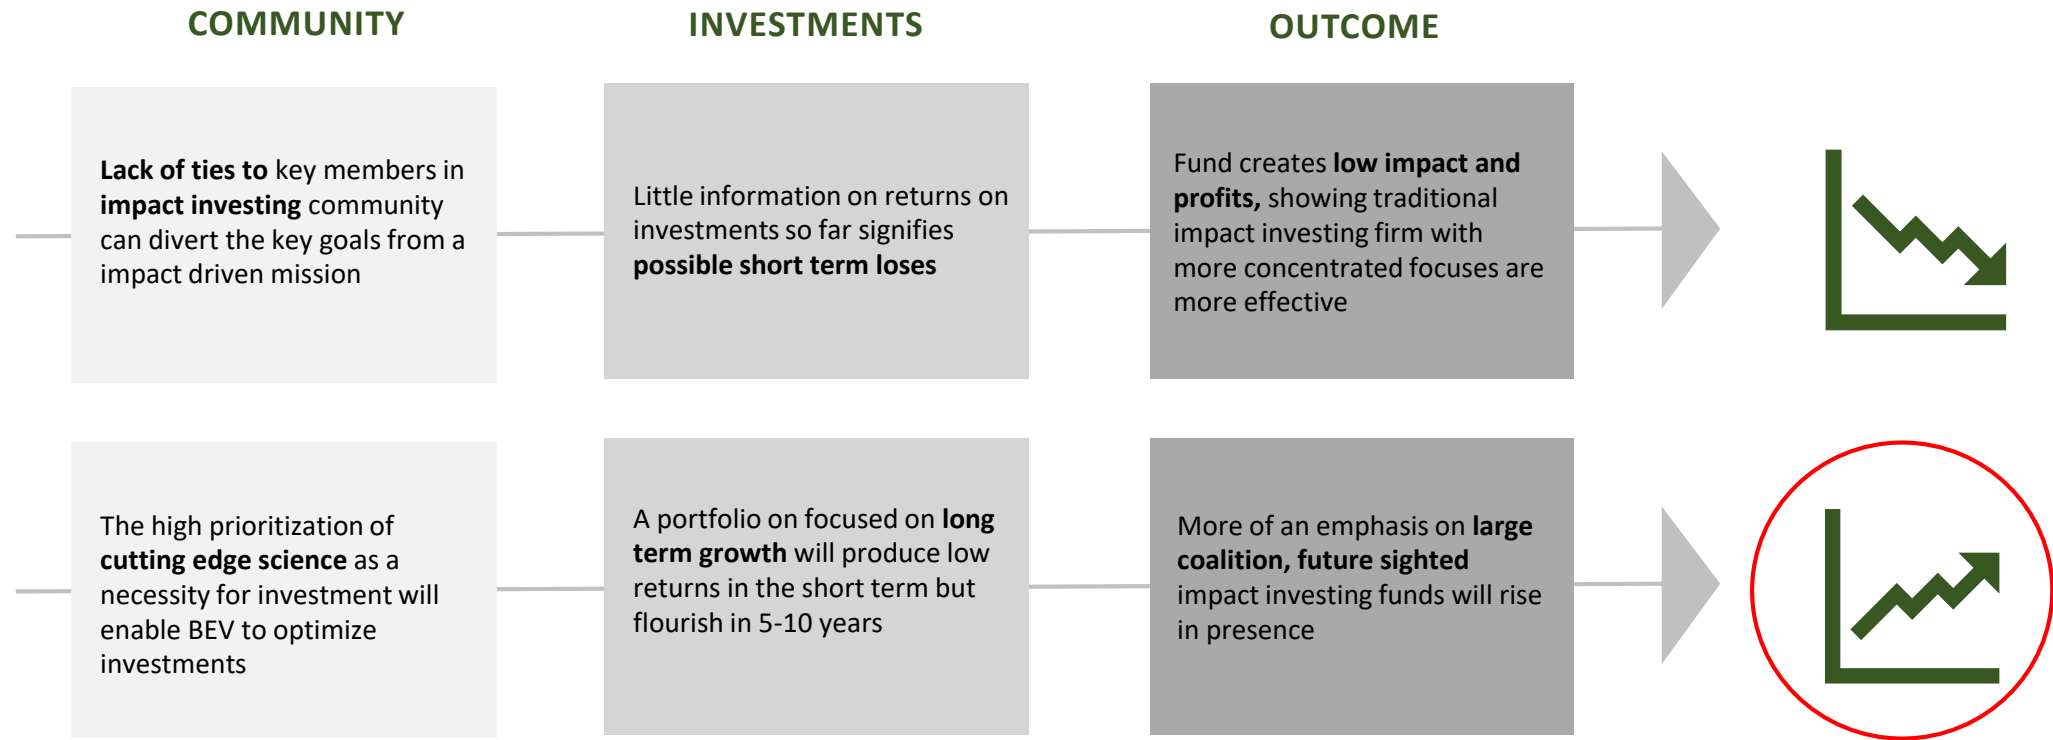 COMMUNITY
INVESTMENTS
OUTCOME
Lack of ties to key members in
impact investing community
can divert the key goals from a
impact driven mission
Little information on returns on
investments so far signifies
possible short term loses
Fund creates low impact and
profits, showing traditional
impact investing firm with
more concentrated focuses are
more effective
The high prioritization of
cutting edge science as a
necessity for investment will
enable BEV to optimize
investments
A portfolio on focused on long
term growth will produce low
returns in the short term but
flourish in 5-10 years
More of an emphasis on large
coalition, future sighted
impact investing funds will rise
in presence